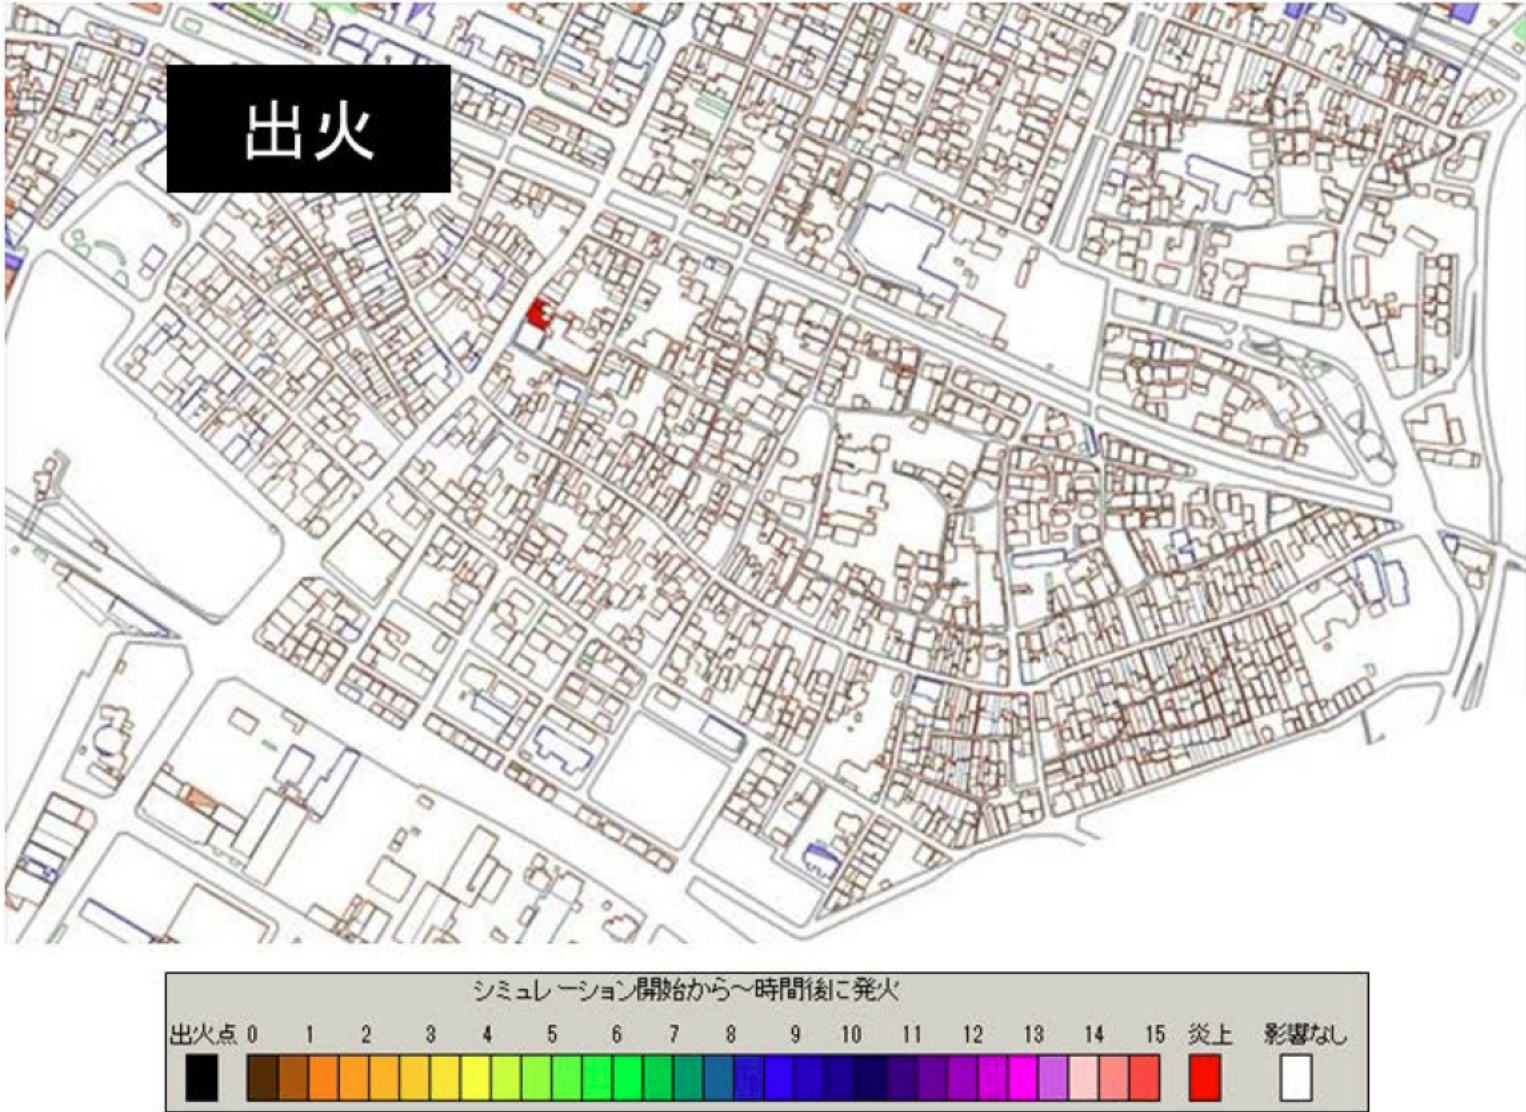 出火
シミュレーション開始から～時間後に発火
出火点 0 1 2 3 4 5 6 7 8 9 10 11 12 13 14 15 炎上 影響なし